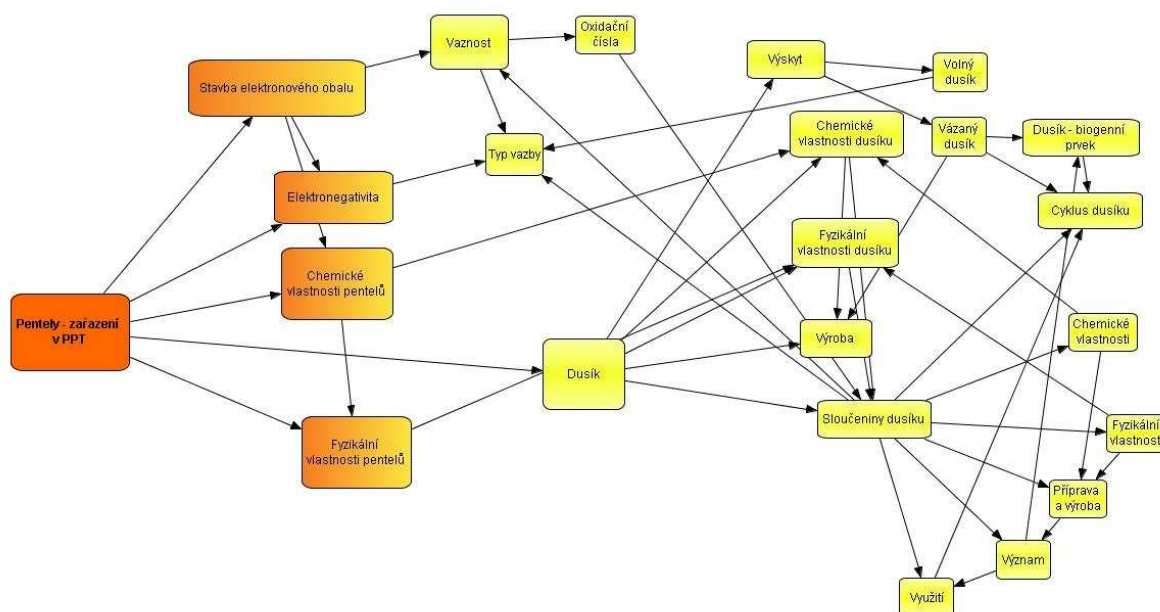 Vaznost
Oxidační
čísla
Výskyt
Volný
dusík
Stavba elektronového obalu
Chemické
vlastnosti dusíku
Vázaný
dusík
Dusík - biogenní
prvek
Typ vazby
Elektronegativita
Cyklus dusíku
Fyzikální
vlastnosti dusíku
Chemické
vlastnosti pentelů
Pentely - zařazení
v PPT
Výroba
Chemické
vlastnosti
Dusík
Sloučeniny dusíku
Fyzikální
vlastnost
Fyzikální
vlastnosti pentelů
Příprava
a výroba
Význam
Využití